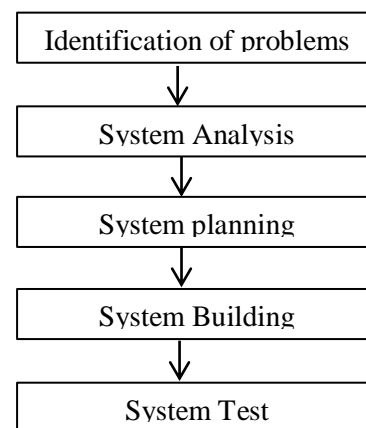 Identification of problems
System Analysis
System planning
System Building
System Test